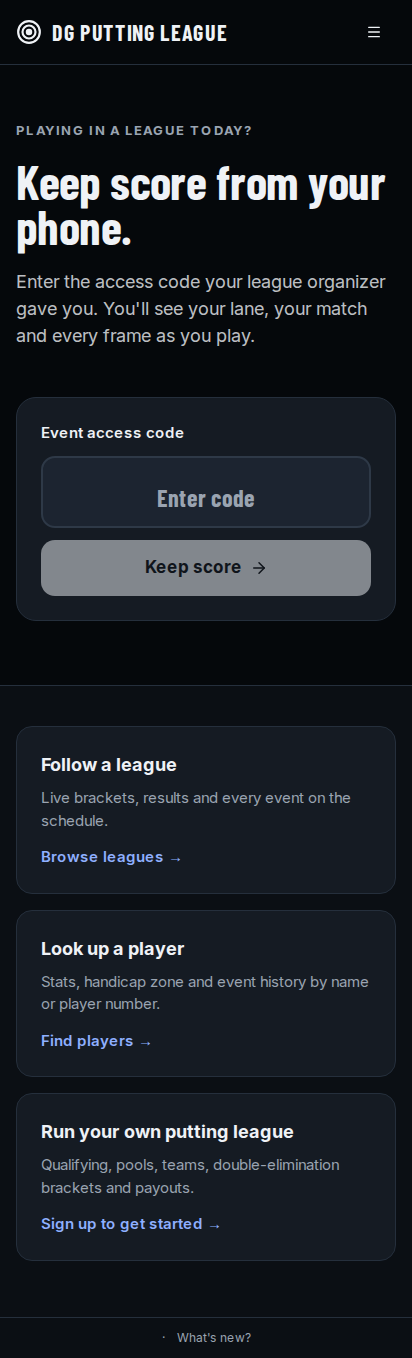 DG PUTTING LEAGUE
PLAYING IN A LEAGUE TODAY?
Keep score from your
phone.
Enter the access code your league organizer
gave you. You'll see your lane, your match
and every frame as you play.
Event access code
Enter code
Keep score →
Follow a league
Live brackets, results and every event on the
schedule.
Browse leagues →
Look up a player
Stats, handicap zone and event history by name
or player number.
Find players →
Run your own putting league
Qualifying, pools, teams, double-elimination
brackets and payouts.
Sign up to get started →
· What's new?